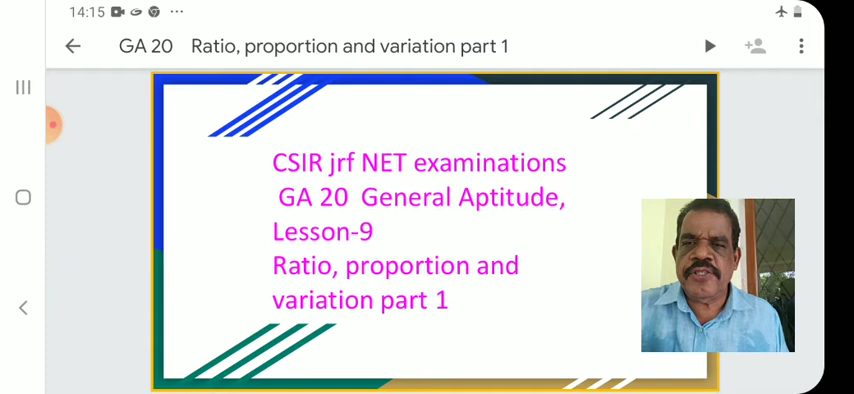 14:15
GA 20 Ratio, proportion and variation part 1
CSIR jrf NET examinations
GA 20 General Aptitude,
Lesson-9
Ratio, proportion and
variation part 1